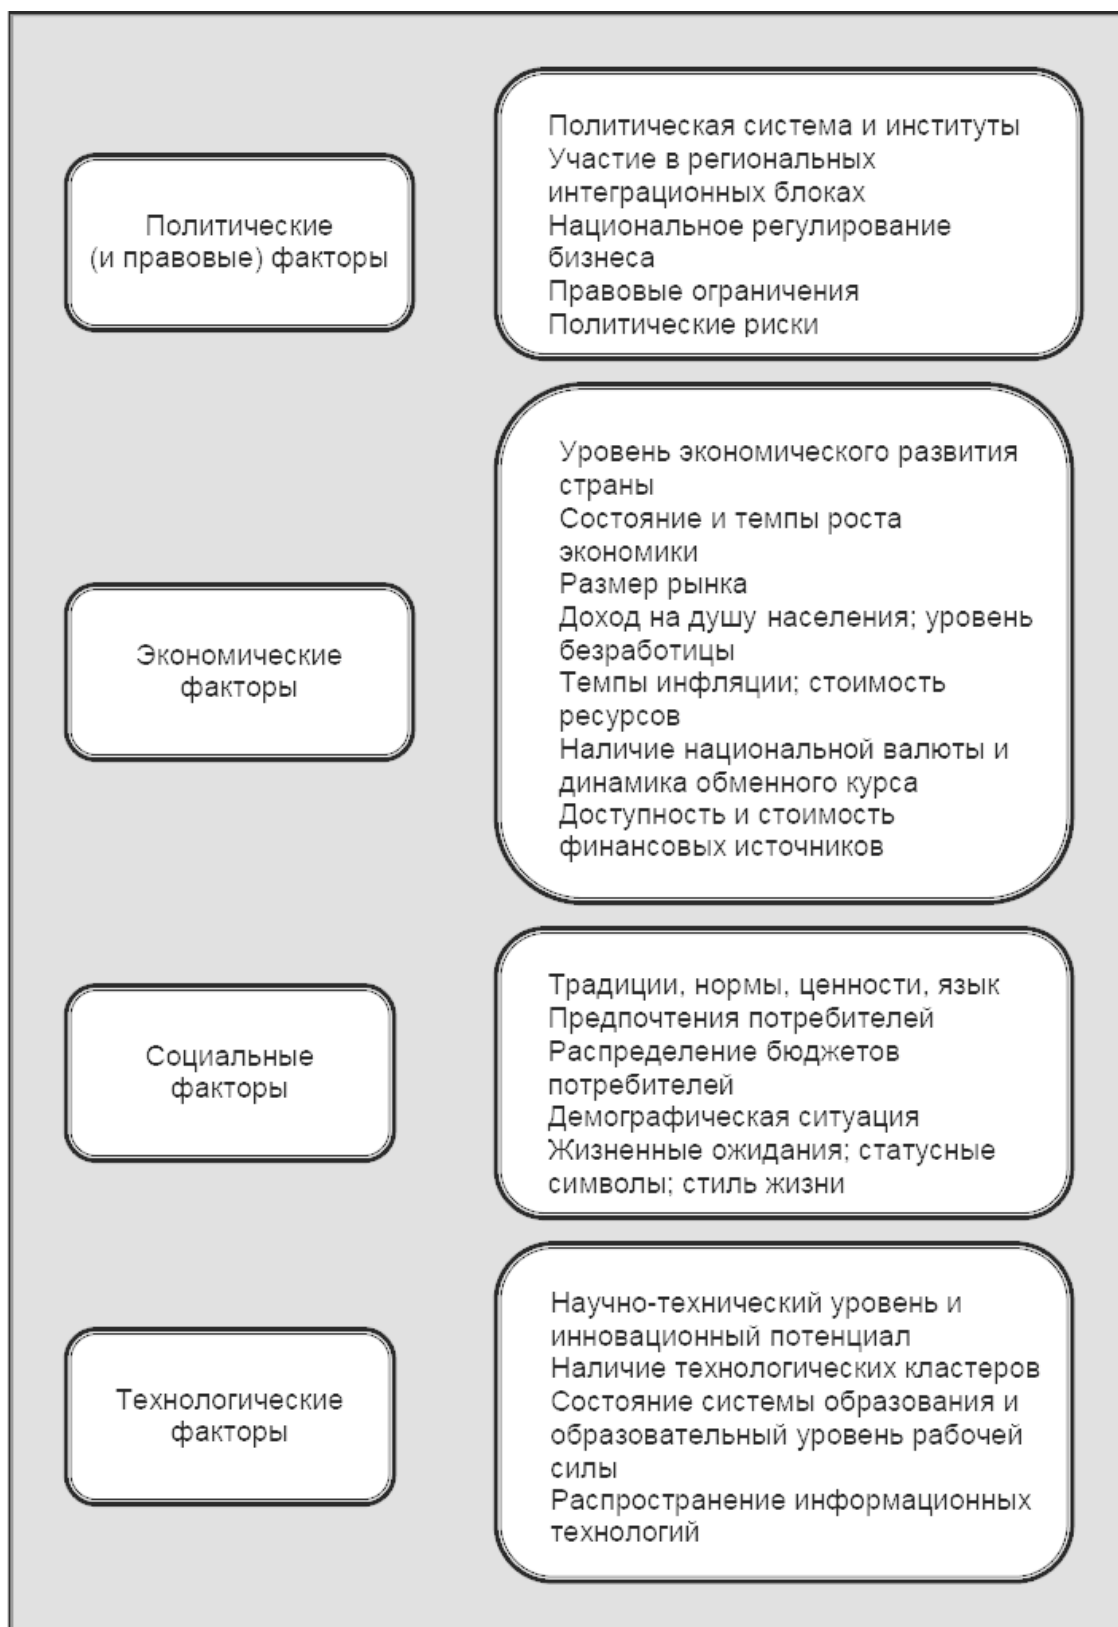 Политические
(и правовые) факторы
Политическая система и институты
Участие в региональных
интеграционных блоках
Национальное регулирование
бизнеса
Правовые ограничения
Политические риски
Экономические
факторы
Уровень экономического развития
страны
Состояние и темпы роста
экономики
Размер рынка
Доход на душу населения; уровень
безработицы
Темпы инфляции; стоимость
ресурсов
Наличие национальной валюты и
динамика обменного курса
Доступность и стоимость
финансовых источников
Социальные
факторы
Традиции, нормы, ценности, язык
Предпочтения потребителей
Распределение бюджетов
потребителей
Демографическая ситуация
Жизненные ожидания; статусные
символы; стиль жизни
Технологические
факторы
Научно-технический уровень и
инновационный потенциал
Наличие технологических кластеров
Состояние системы образования и
образовательный уровень рабочей
силы
Распространение информационных
технологий